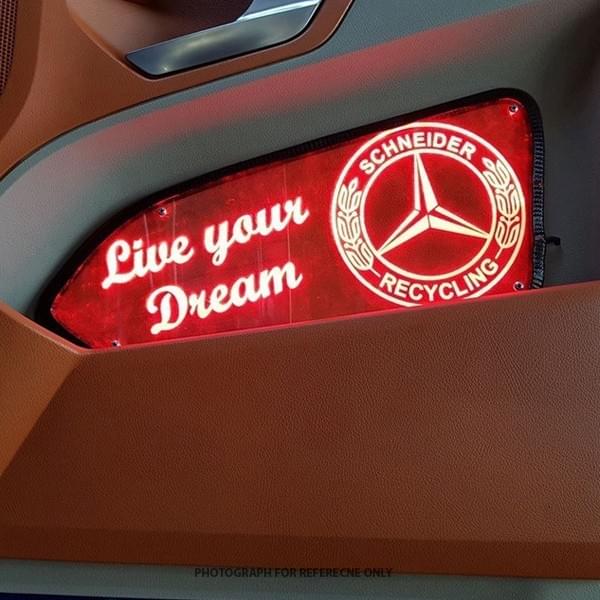 Live your
Dream
SCHNEIDER
RECYCLING
PHOTOGRAPH FOR REFERECNE ONLY